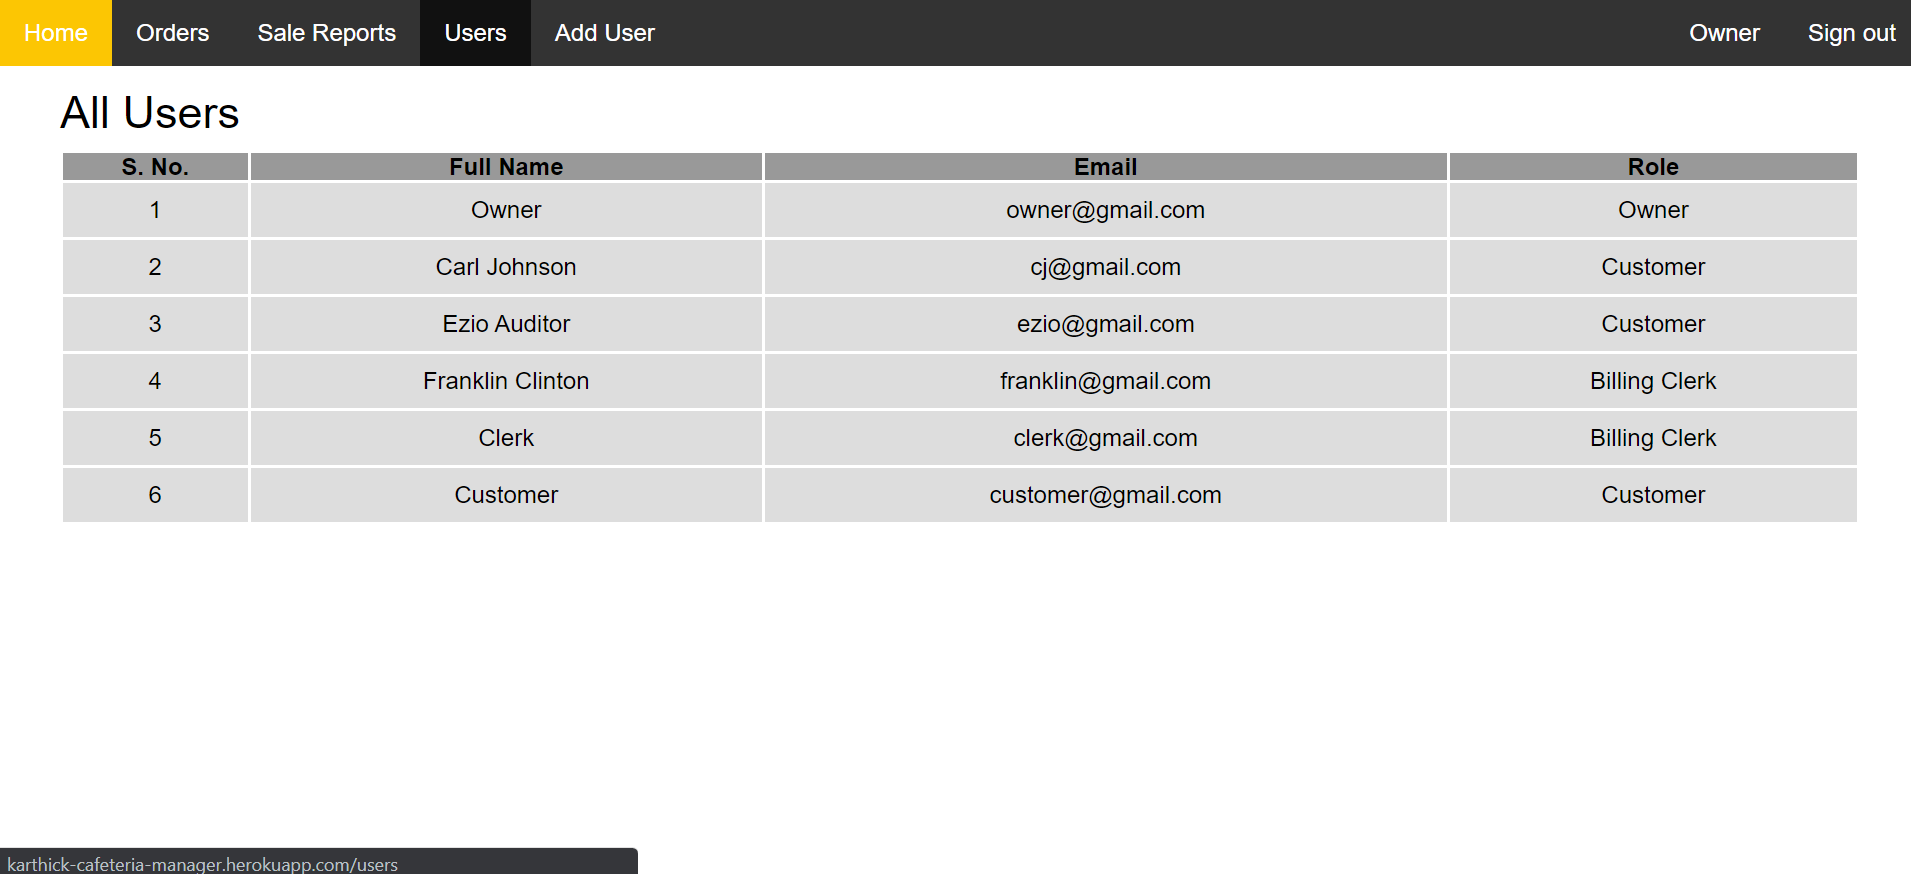 Home Orders Sale Reports Users Add User Owner Sign out
All Users
S. No. Full Name Email Role
1 Owner owner@gmail.com Owner
2 Carl Johnson cj@gmail.com Customer
3 Ezio Auditor ezio@gmail.com Customer
4 Franklin Clinton franklin@gmail.com Billing Clerk
5 Clerk clerk@gmail.com Billing Clerk
6 Customer customer@gmail.com Customer
karthick-cafeteria-manager.herokuapp.com/users